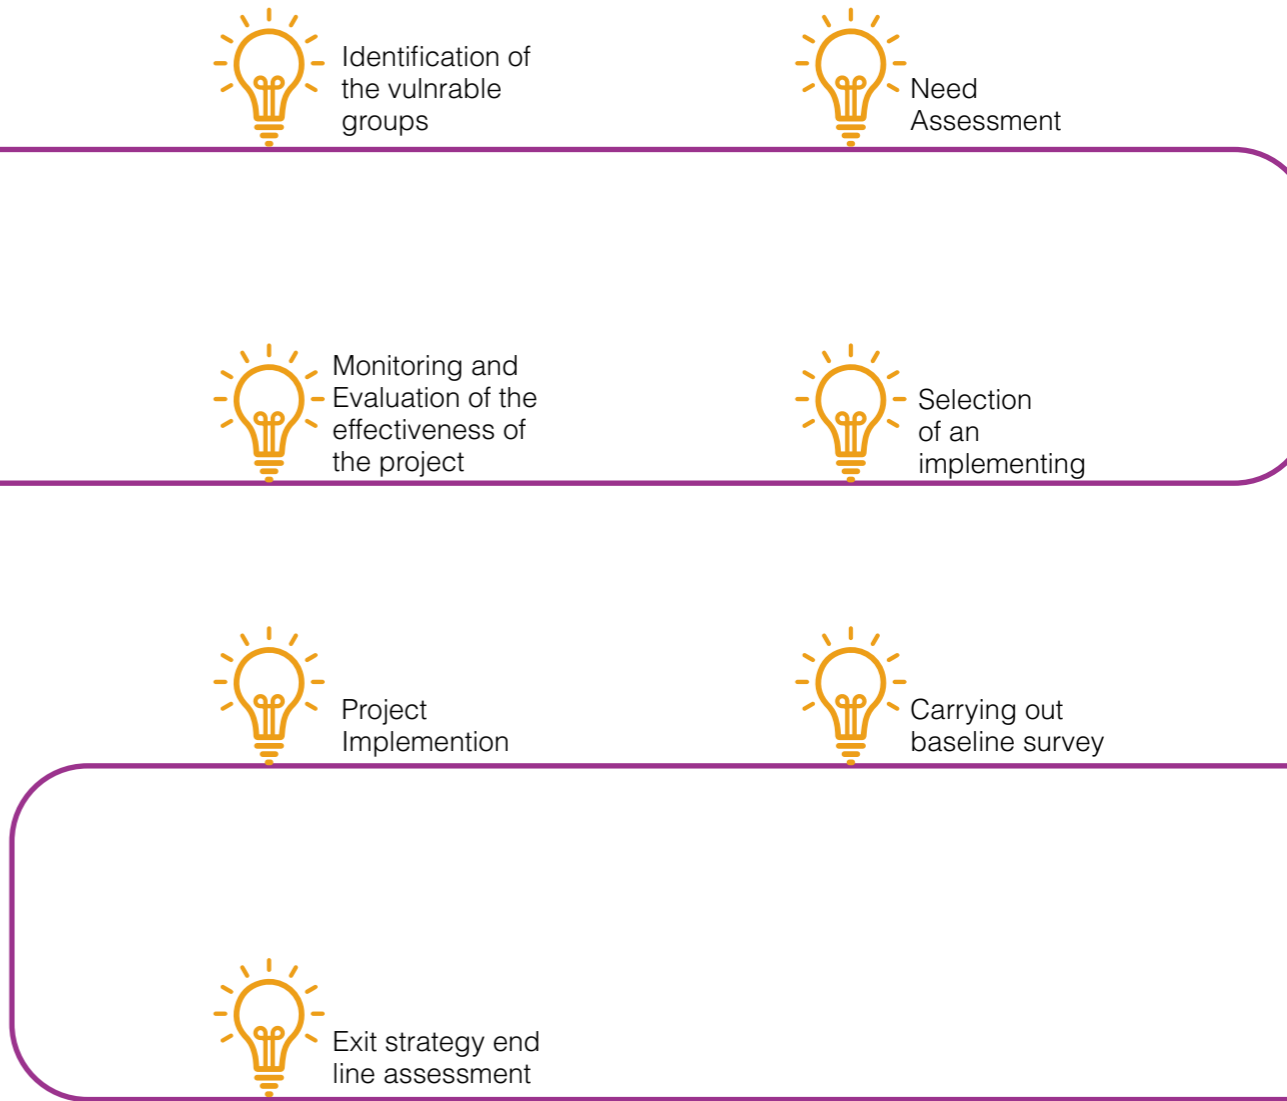 Identification of
the vulnrable
groups
Need
Assessment
Monitoring and
Evaluation of the
effectiveness of
the project
Selection
of an
implementing
Project
Implemention
Carrying out
baseline survey
Exit strategy end
line assessment